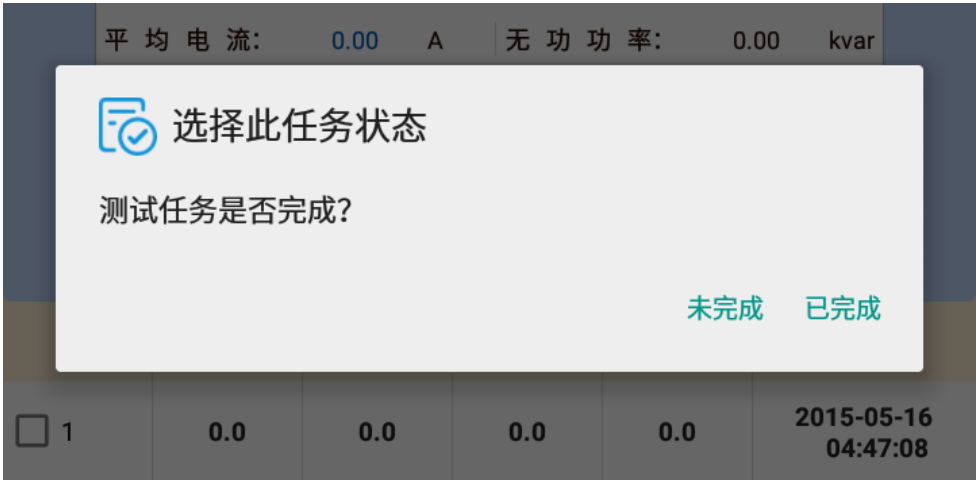 平均电流: 0.00 A 无功功率: 0.00 kvar
选择此任务状态
测试任务是否完成?
未完成 已完成
1 0.0 0.0 0.0 0.0 2015-05-16
04:47:08